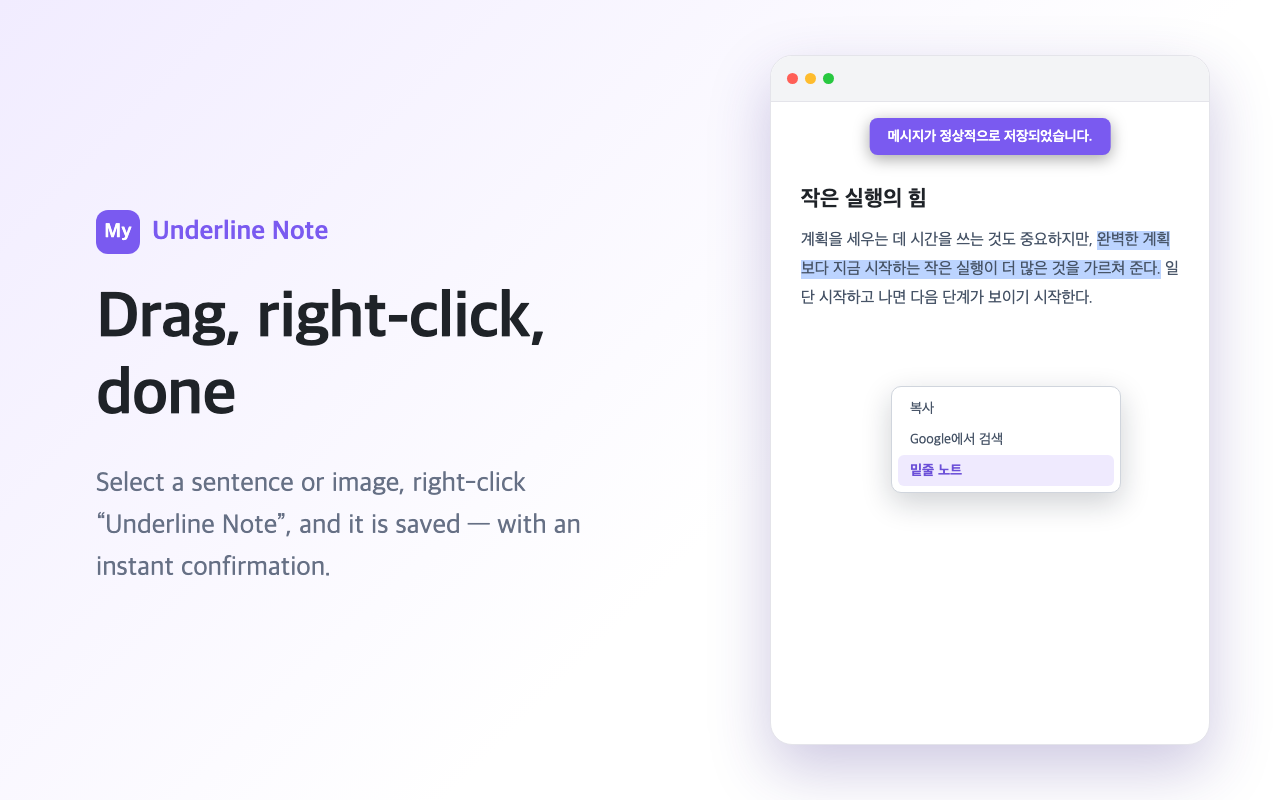 My
Underline Note
Drag, right-click,
done
Select a sentence or image, right-click
“Underline Note”, and it is saved — with an
instant confirmation.
메시지가 정상적으로 저장되었습니다.
작은 실행의 힘
계획을 세우는 데 시간을 쓰는 것도 중요하지만, 완벽한 계획
보다 지금 시작하는 작은 실행이 더 많은 것을 가르쳐 준다. 일
단 시작하고 나면 다음 단계가 보이기 시작한다.
복사
Google에서 검색
밑줄 노트